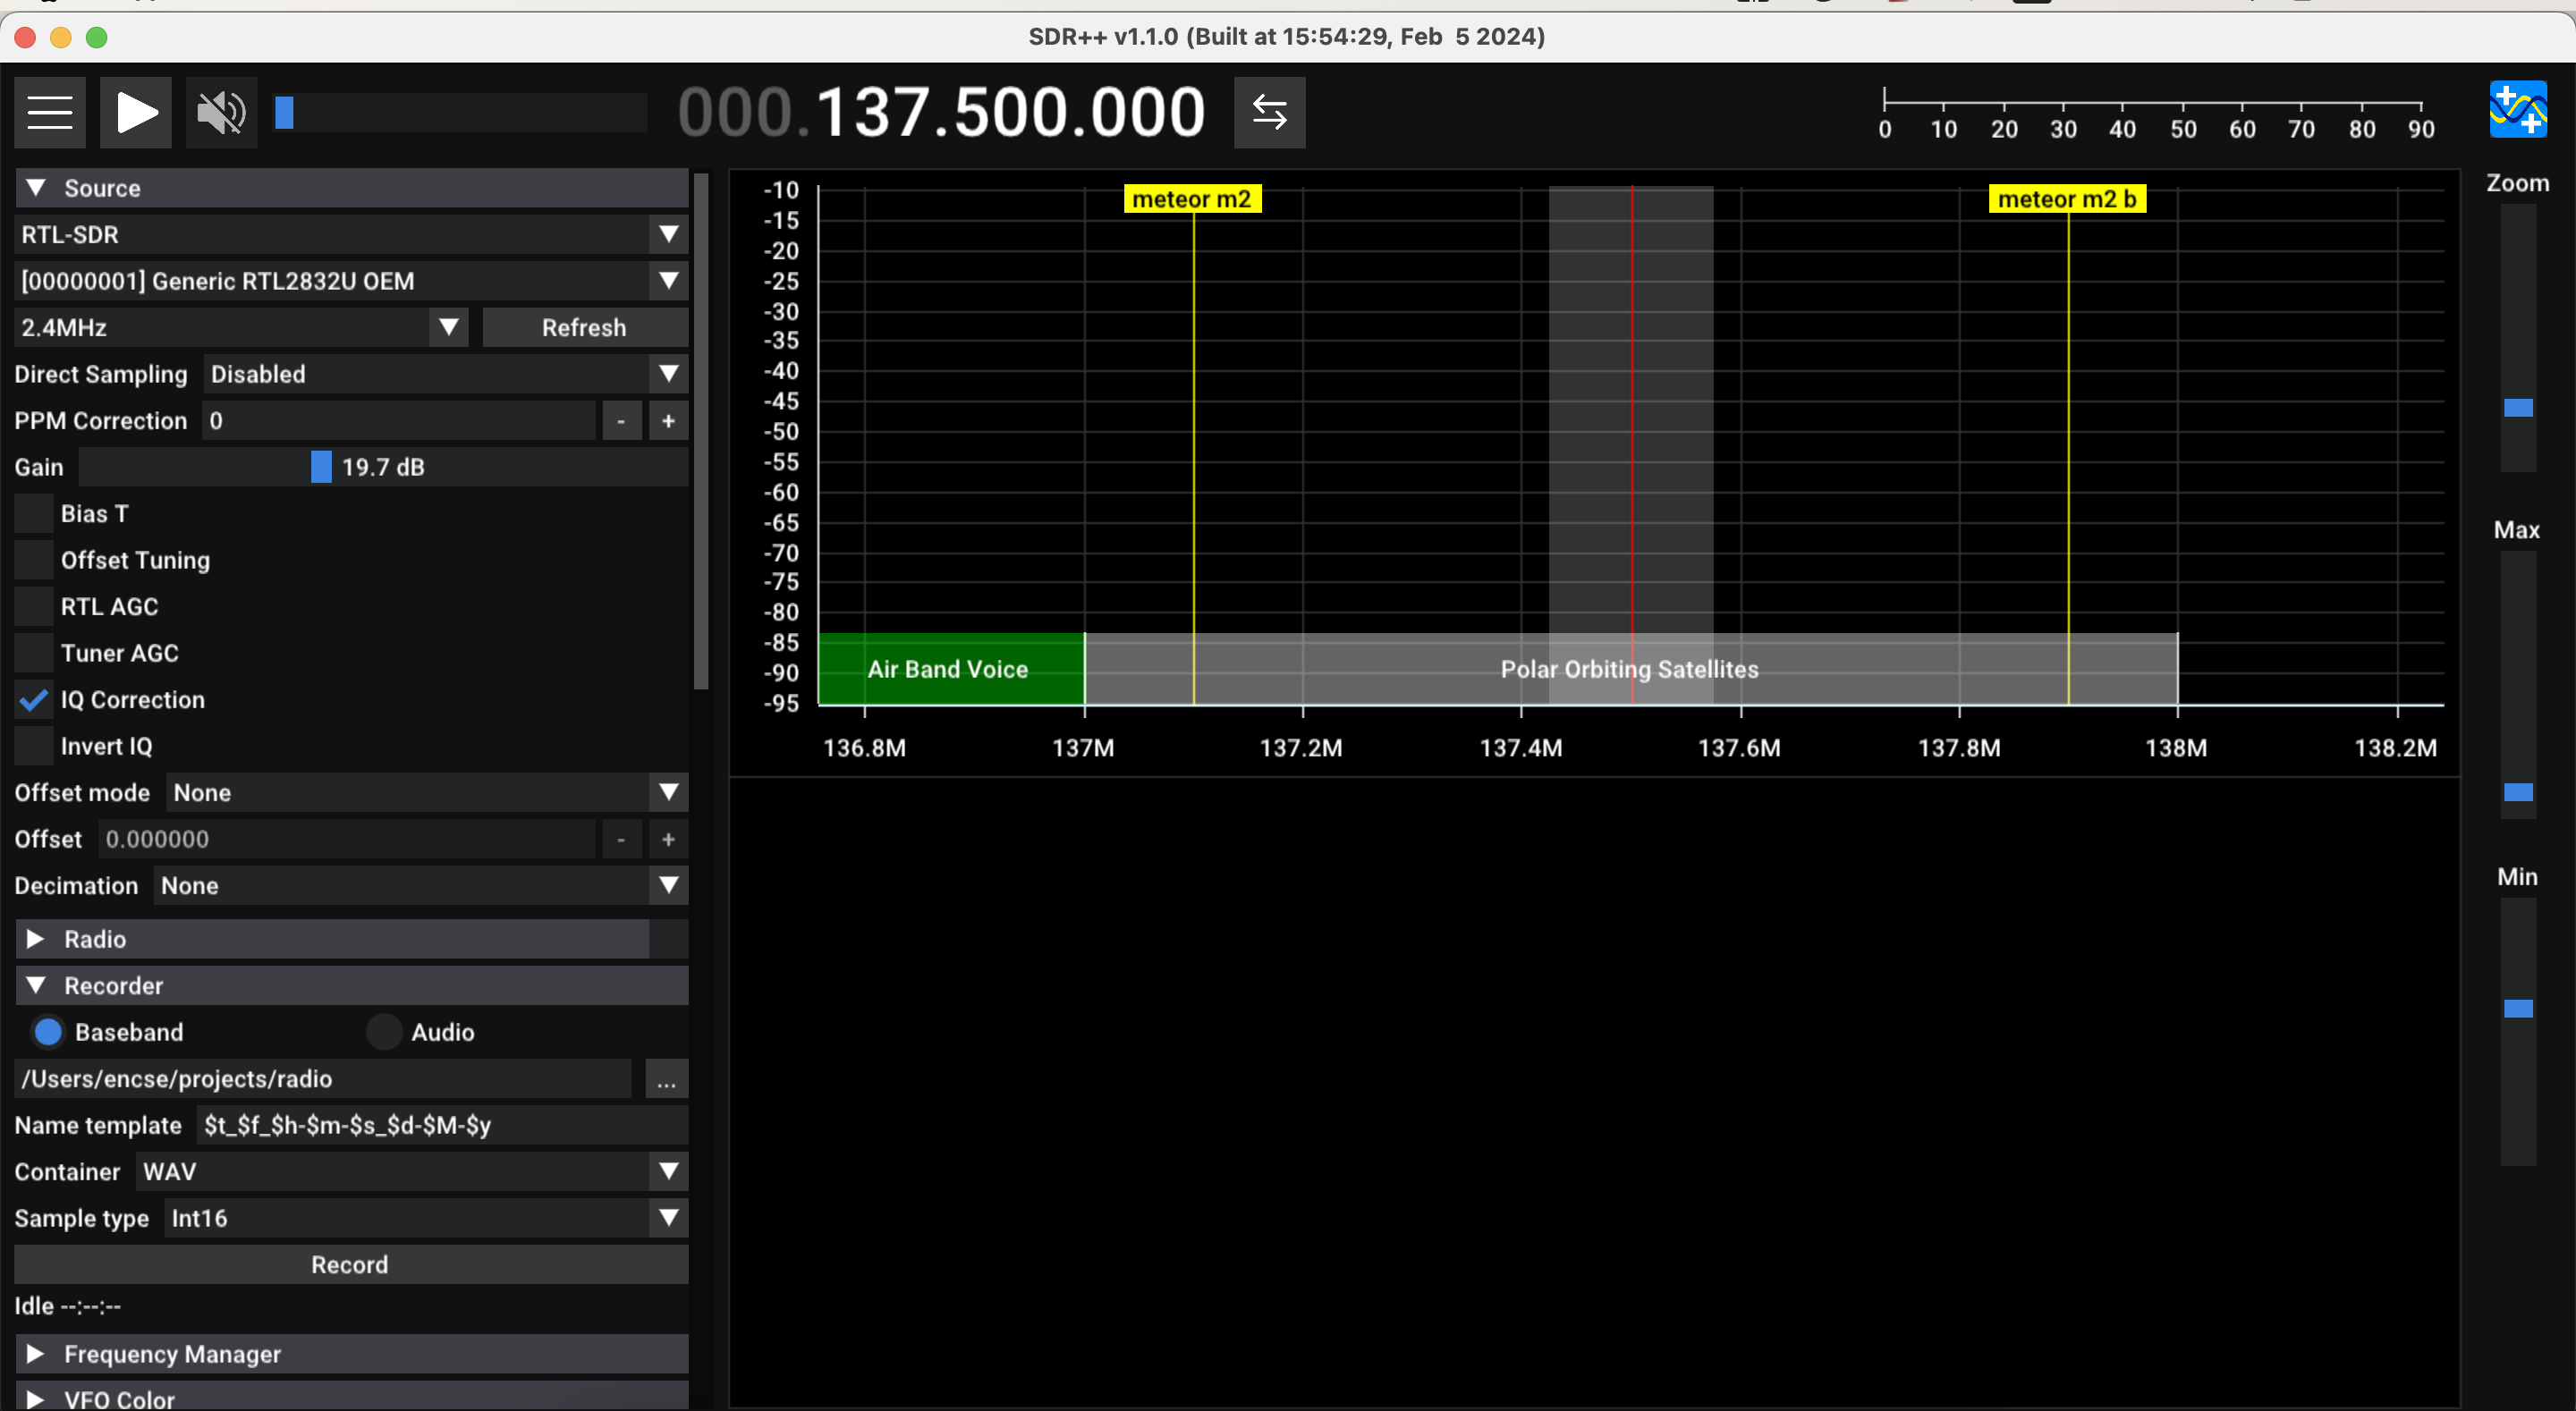 SDR++ v1.1.0 (Built at 15:54:29, Feb  5 2024)
000.137.500.000
0 10 20 30 40 50 60 70 80 90
Source
RTL-SDR
[00000001] Generic RTL2832U OEM
2.4MHz Refresh
Direct Sampling Disabled
PPM Correction 0 - +
Gain 19.7 dB
Bias T
Offset Tuning
RTL AGC
Tuner AGC
IQ Correction
Invert IQ
Offset mode None
Offset 0.000000 - +
Decimation None
Radio
Recorder
Baseband Audio
/Users/encse/projects/radio ...
Name template $t_$f_$h-$m-$s_$d-$M-$y
Container WAV
Sample type Int16
Record
Idle --:--:--
Frequency Manager
VFO Color
meteor m2
meteor m2 b
-10
-15
-20
-25
-30
-35
-40
-45
-50
-55
-60
-65
-70
-75
-80
-85
-90
-95
Air Band Voice
Polar Orbiting Satellites
136.8M 137M 137.2M 137.4M 137.6M 137.8M 138M 138.2M
Zoom
Max
Min